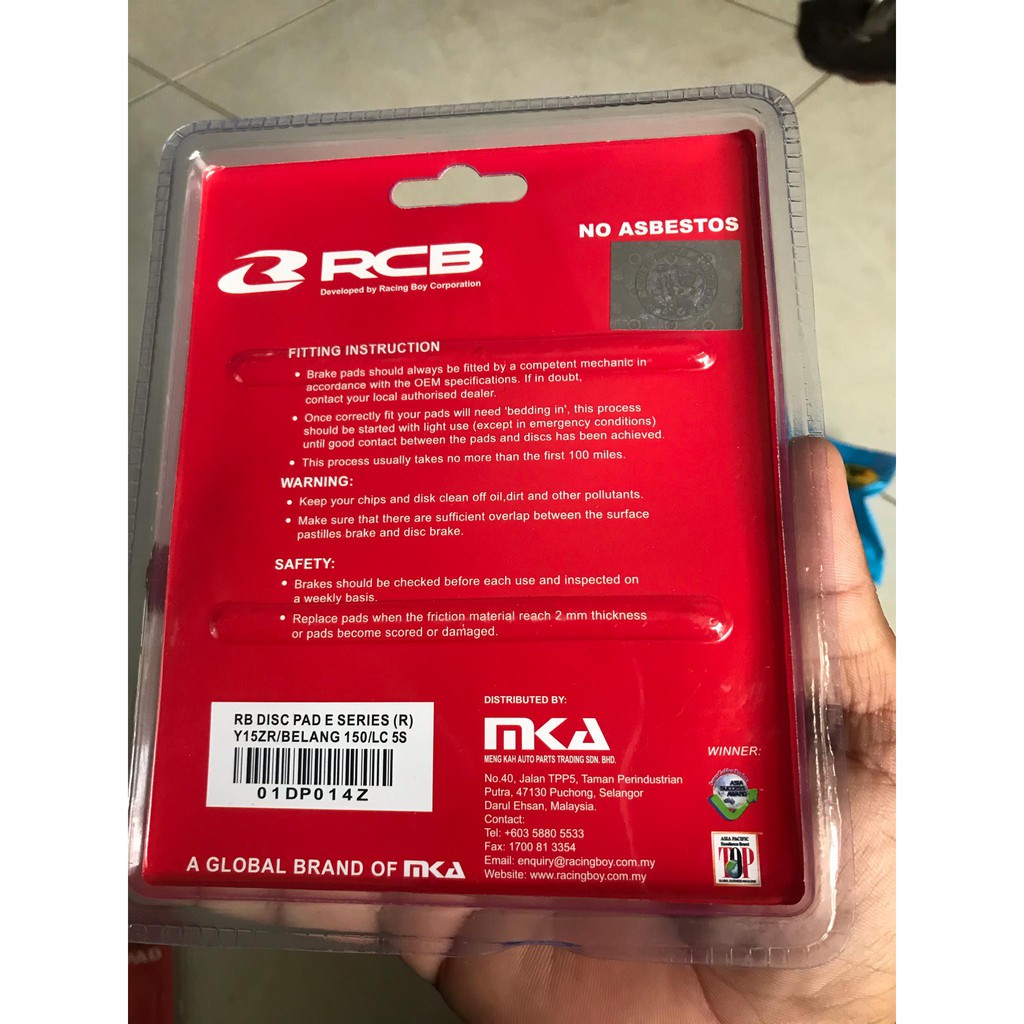 NO ASBESTOS
RCB
Developed by Racing Boy Corporation
FITTING INSTRUCTION
• Brake pads should always be fitted by a competent mechanic in
accordance with the OEM specifications. If in doubt,
contact your local authorised dealer.
• Once correctly fit your pads will need 'bedding in', this process
should be started with light use (except in emergency conditions)
until good contact between the pads and discs has been achieved.
• This process usually takes no more than the first 100 miles.
WARNING:
• Keep your chips and disk clean off oil,dirt and other pollutants.
• Make sure that there are sufficient overlap between the surface
pastilles brake and disc brake.
SAFETY:
• Brakes should be checked before each use and inspected on
a weekly basis.
• Replace pads when the friction material reach 2 mm thickness
or pads become scored or damaged.
RB DISC PAD E SERIES (R)
Y15ZR/BELANG 150/LC 5S
01DP014Z
A GLOBAL BRAND OF MKA
DISTRIBUTED BY:
MKA
MENG KAH AUTO PARTS TRADING SDN. BHD.
No.40, Jalan TPP5, Taman Perindustrian
Putra, 47130 Puchong, Selangor
Darul Ehsan, Malaysia.
Contact:
Tel: +603 5880 5533
Fax: 1700 81 3354
Email: enquiry@racingboy.com.my
Website: www.racingboy.com.my
WINNER:
ASIA
SUCCESS
AWARD
ASIA PACIFIC
Excellence Brand
TOP